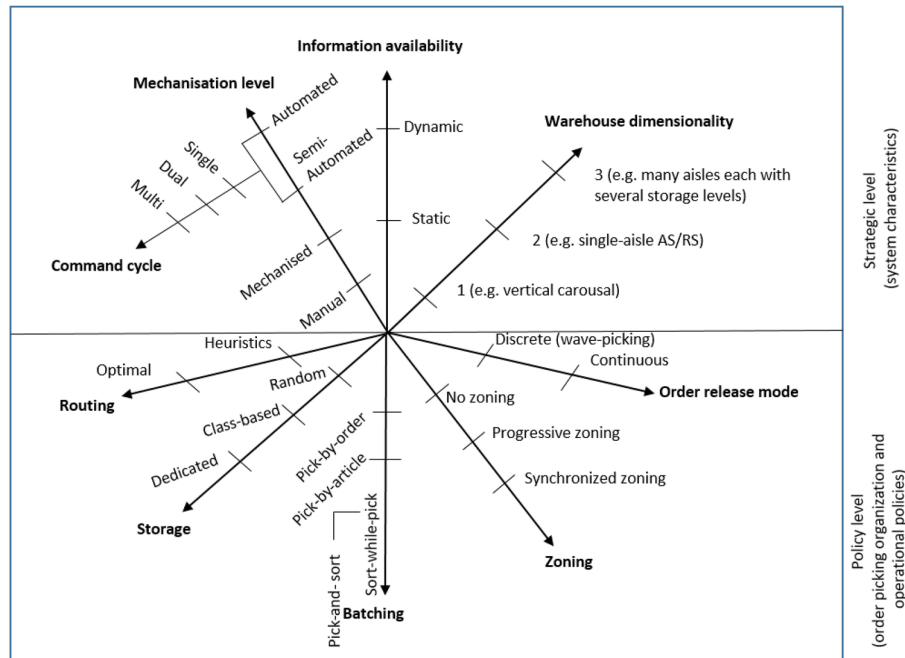 Information availability
Mechanisation level
Automated
Semi-
Automated
Mechanised
Manual
Single
Dual
Multi
Command cycle
Dynamic
Static
Warehouse dimensionality
3 (e.g. many aisles each with
several storage levels)
2 (e.g. single-aisle AS/RS)
1 (e.g. vertical carousal)
Strategic level
(system characteristics)
Heuristics
Optimal
Routing
Random
Class-based
Dedicated
Storage
Pick-by-order
Pick-by-article
Sort-while-pick
Pick-and- sort
Batching
Discrete (wave-picking)
Continuous
Order release mode
No zoning
Progressive zoning
Synchronized zoning
Zoning
Policy level
(order picking organization and
operational policies)